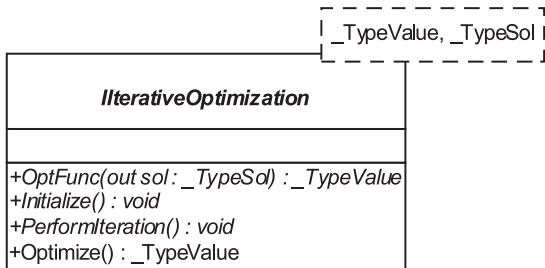 _TypeValue, _TypeSol
IIterativeOptimization
+OptFunc(out sol : _TypeSol) : _TypeValue
+Initialize() : void
+PerformIteration() : void
+Optimize() : _TypeValue